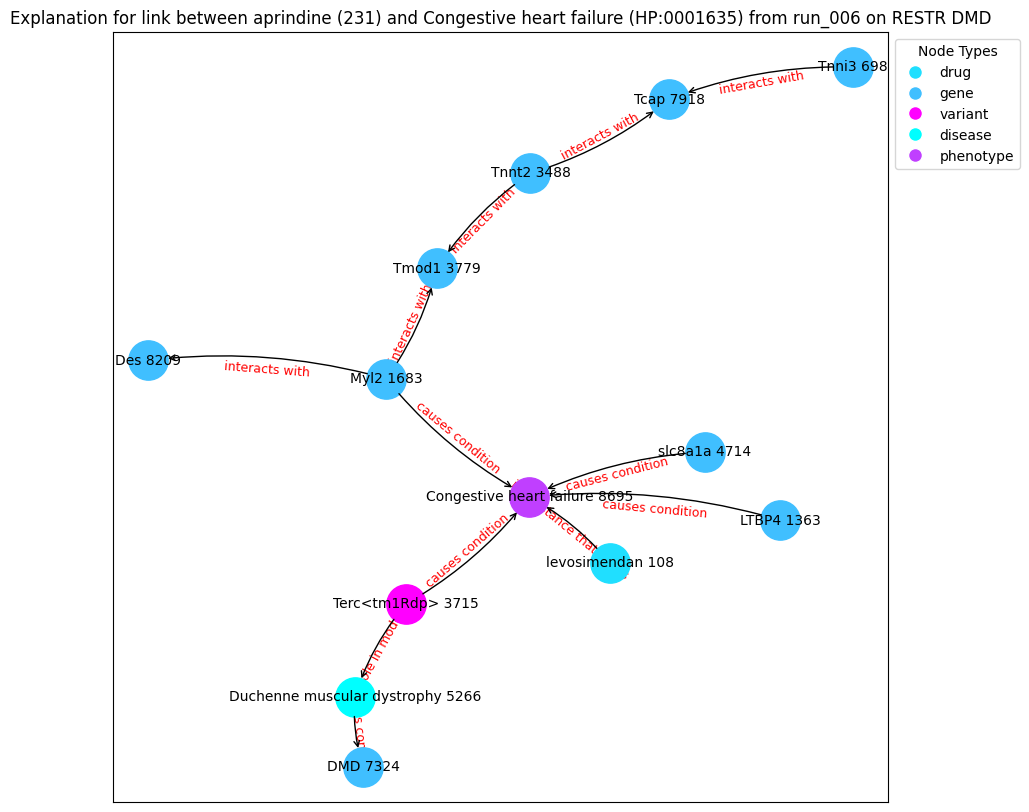 Explanation for link between aprindine (231) and Congestive heart failure (HP:0001635) from run_006 on RESTR DMD
Node Types
drug
gene
variant
disease
phenotype
Tnni3 698
interacts with
Tcap 7918
interacts with
Tnnt2 3488
interacts with
Tmod1 3779
interacts with
Des 8209
interacts with
Myl2 1683
causes condition
slc8a1a 4714
causes condition
Congestive heart failure 8695
causes condition
LTBP4 1363
tance that
levosimendan 108
causes condition
Terc<tm1Rdp> 3715
in mod
Duchenne muscular dystrophy 5266
DMD 7324